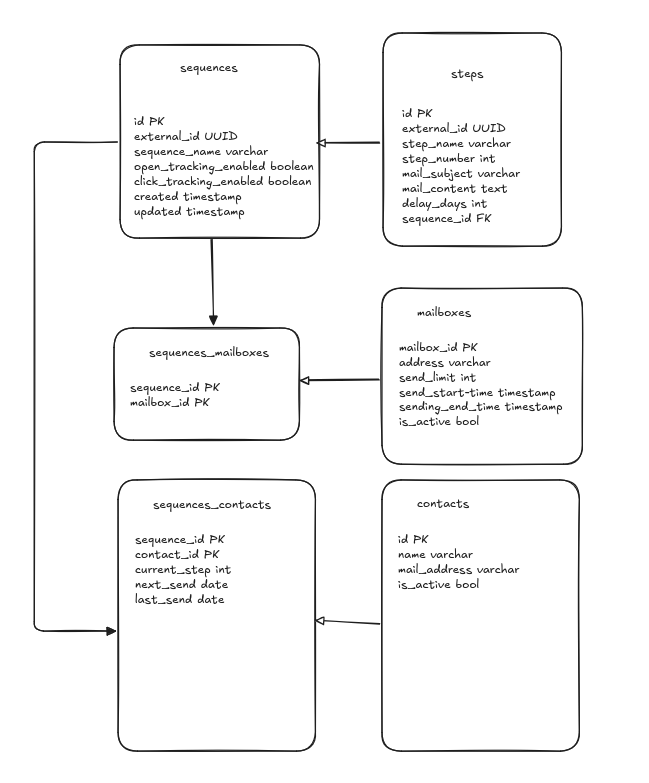 sequences
id PK
external_id UUID
sequence_name varchar
open_tracking_enabled boolean
click_tracking_enabled boolean
created timestamp
updated timestamp
steps
id PK
external_id UUID
step_name varchar
step_number int
mail_subject varchar
mail_content text
delay_days int
sequence_id FK
sequences_mailboxes
sequence_id PK
mailbox_id PK
mailboxes
mailbox_id PK
address varchar
send_limit int
send_start-time timestamp
sending_end_time timestamp
is_active bool
sequences_contacts
sequence_id PK
contact_id PK
current_step int
next_send date
last_send date
contacts
id PK
name varchar
mail_address varchar
is_active bool